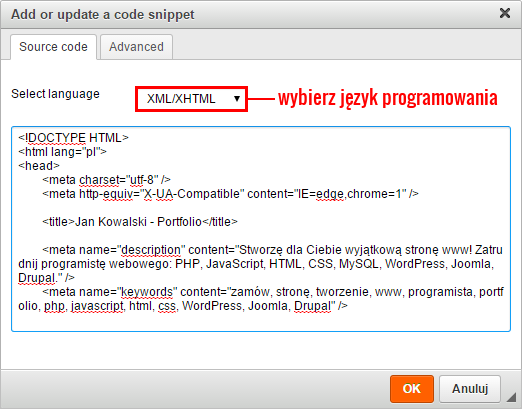 Add or update a code snippet
Source code
Advanced
Select language
XML/XHTML
wybierz język programowania
<!DOCTYPE HTML>
<html lang="pl">
<head>
<meta charset="utf-8" />
<meta http-equiv="X-UA-Compatible" content="IE=edge,chrome=1" />
<title>Jan Kowalski - Portfolio</title>
<meta name="description" content="Stworzę dla Ciebie wyjątkową stronę www! Zatru
dnij programistę webowego: PHP, JavaScript, HTML, CSS, MySQL, WordPress, Joomla,
Drupal." />
<meta name="keywords" content="zamów, stronę, tworzenie, www, programista, portf
olio, php, javascript, html, css, WordPress, Joomla, Drupal" />
OK
Anuluj